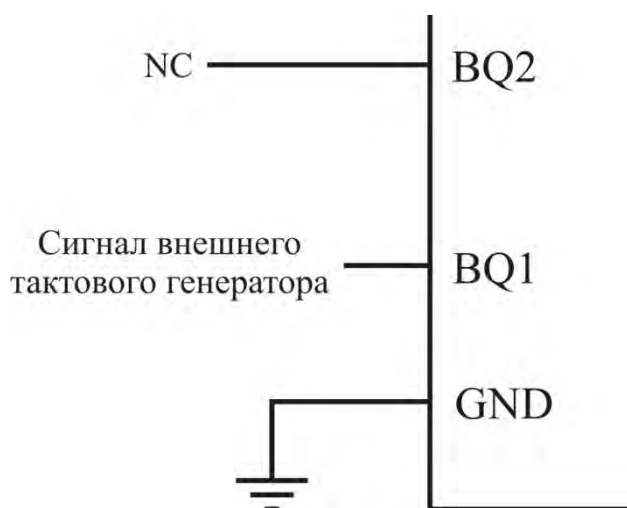 NC
BQ2
Сигнал внешнего
тактового генератора
BQ1
GND